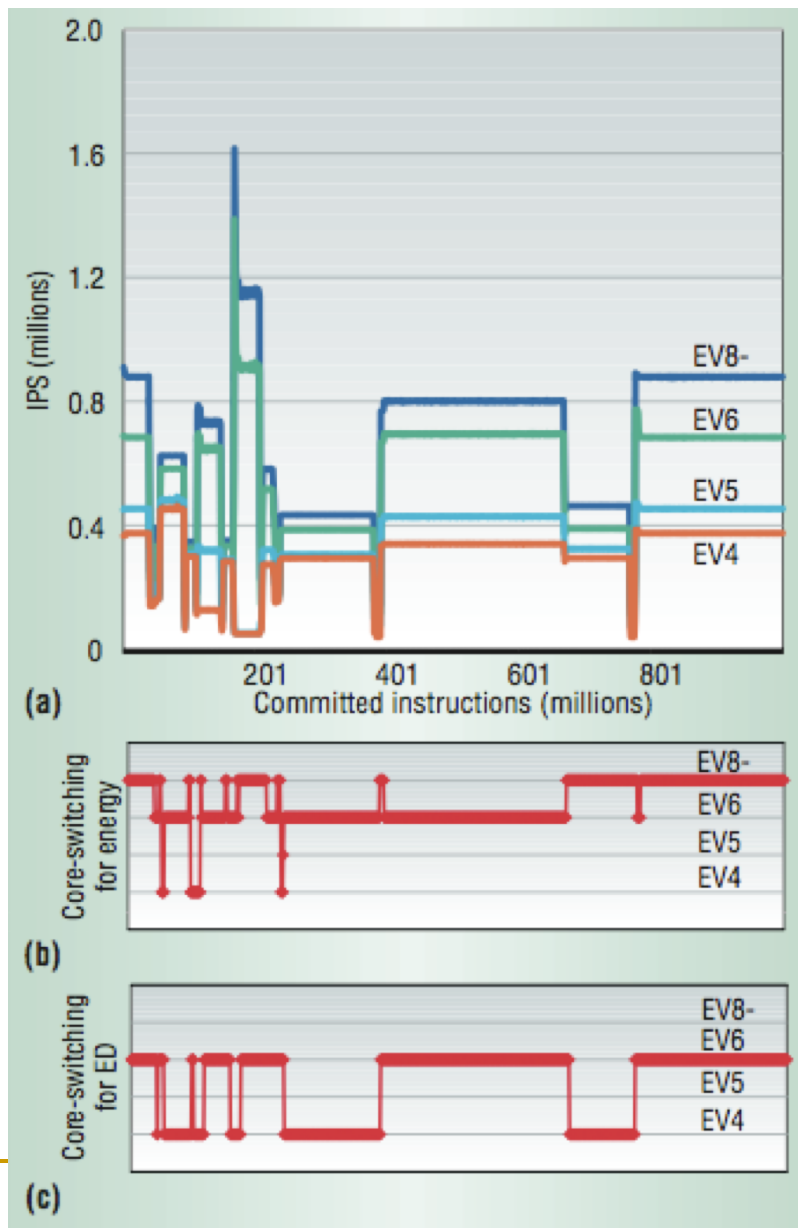 2.0
1.6
1.2
0.8
0.4
0
IPS (millions)
EV8-
EV6
EV5
EV4
201 401 601 801
Committed instructions (millions)
(a)
Core-switching
for energy
EV8-
EV6
EV5
EV4
(b)
Core-switching
for ED
EV8-
EV6
EV5
EV4
(c)